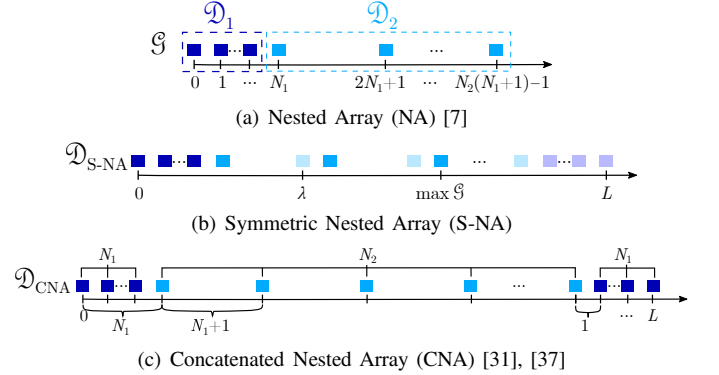 𝒟₁ 𝒟₂
𝒢
0 1 ... N₁ 2N₁+1 ... N₂(N₁+1)−1
(a) Nested Array (NA) [7]
𝒟S-NA
0 λ max 𝒢 L
(b) Symmetric Nested Array (S-NA)
N₁ N₂ N₁
𝒟CNA
0 ... L
N₁ N₁+1 1
(c) Concatenated Nested Array (CNA) [31], [37]